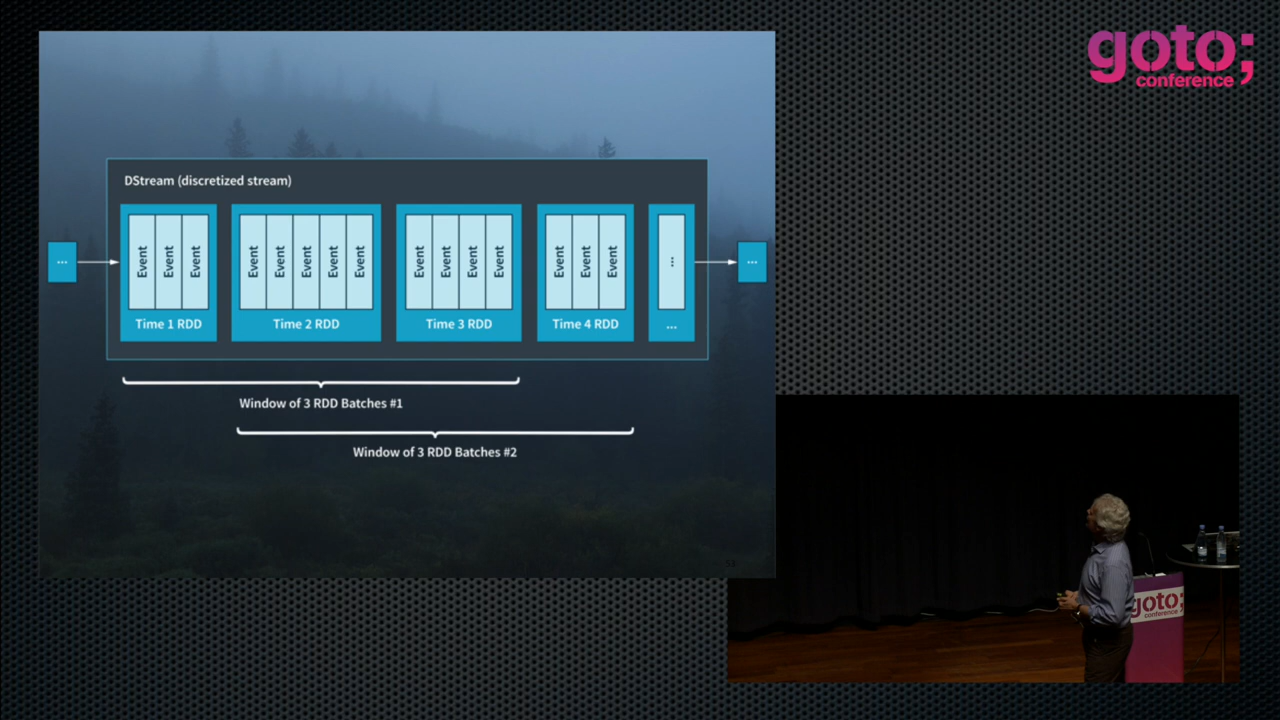 goto;
conference
DStream (discretized stream)
Event Event Event
Event Event Event Event Event
Event Event Event Event
Event Event Event
...
...
...
Time 1 RDD
Time 2 RDD
Time 3 RDD
Time 4 RDD
...
Window of 3 RDD Batches #1
Window of 3 RDD Batches #2
53
goto;
conference